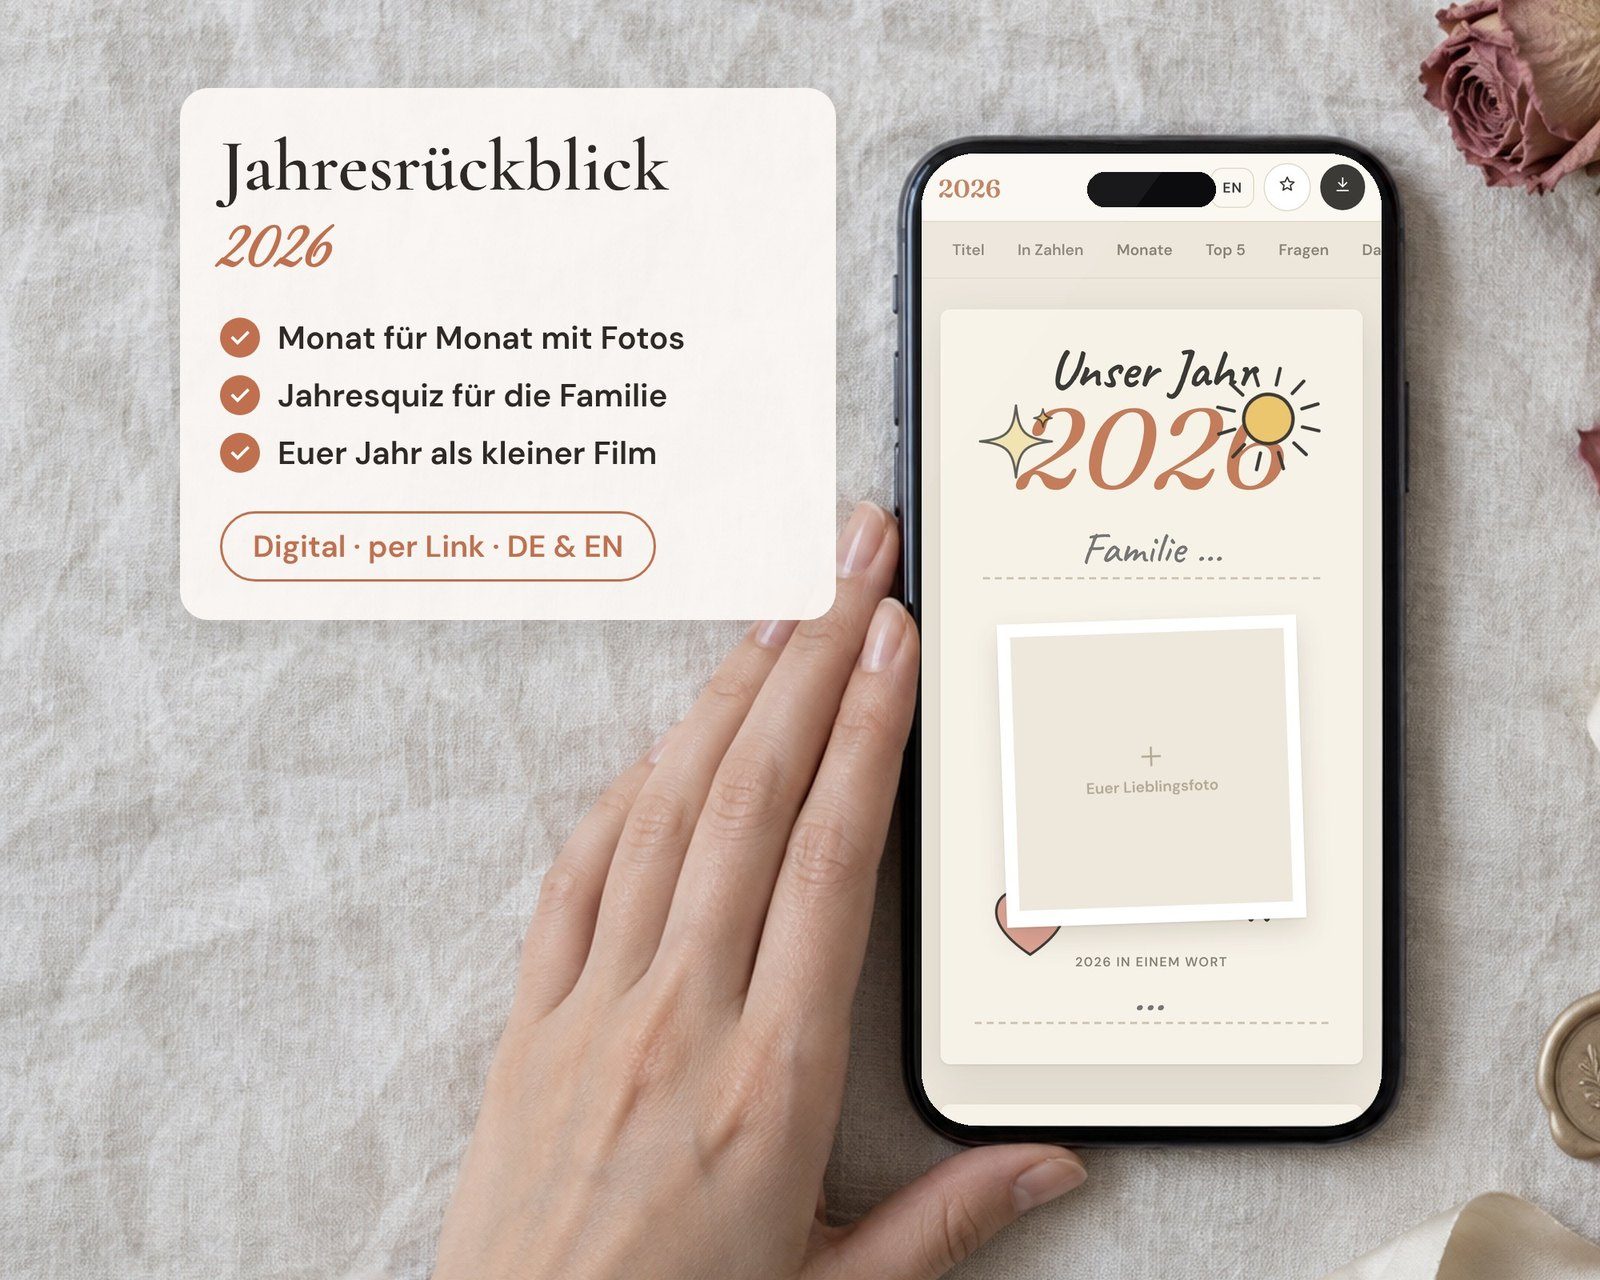 Jahresrückblick
2026
Monat für Monat mit Fotos
Jahresquiz für die Familie
Euer Jahr als kleiner Film
Digital · per Link · DE & EN
2026
EN
Titel In Zahlen Monate Top 5 Fragen Da
Unser Jahr
2026
Familie ...
+
Euer Lieblingsfoto
2026 IN EINEM WORT
...